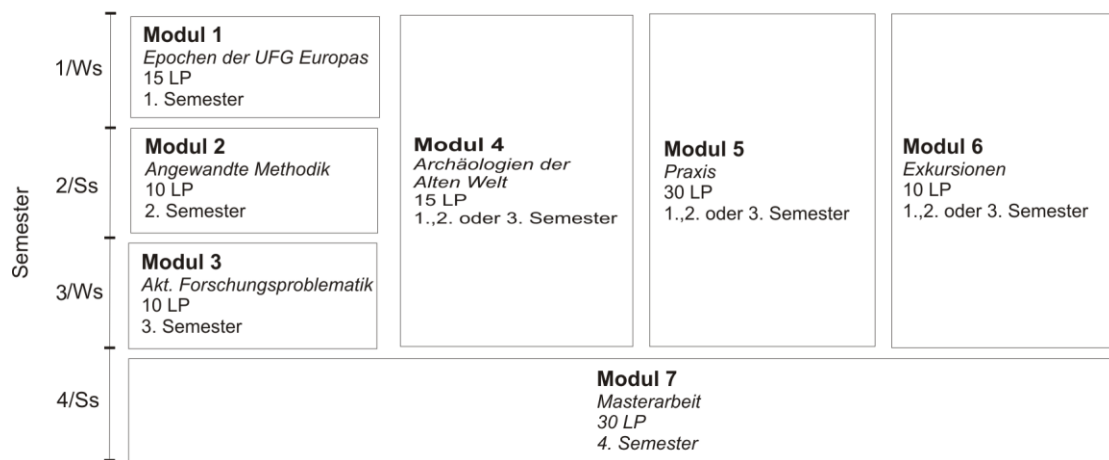 Semester
1/Ws
2/Ss
3/Ws
4/Ss
Modul 1
Epochen der UFG Europas
15 LP
1. Semester
Modul 2
Angewandte Methodik
10 LP
2. Semester
Modul 3
Akt. Forschungsproblematik
10 LP
3. Semester
Modul 4
Archäologien der
Alten Welt
15 LP
1.,2. oder 3. Semester
Modul 5
Praxis
30 LP
1.,2. oder 3. Semester
Modul 6
Exkursionen
10 LP
1.,2. oder 3. Semester
Modul 7
Masterarbeit
30 LP
4. Semester